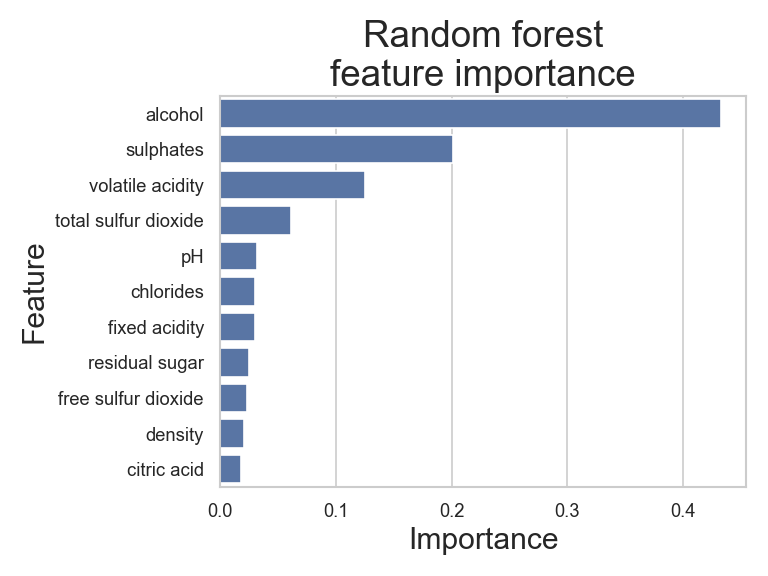 Random forest
feature importance
Feature
alcohol
sulphates
volatile acidity
total sulfur dioxide
pH
chlorides
fixed acidity
residual sugar
free sulfur dioxide
density
citric acid
0.0 0.1 0.2 0.3 0.4
Importance